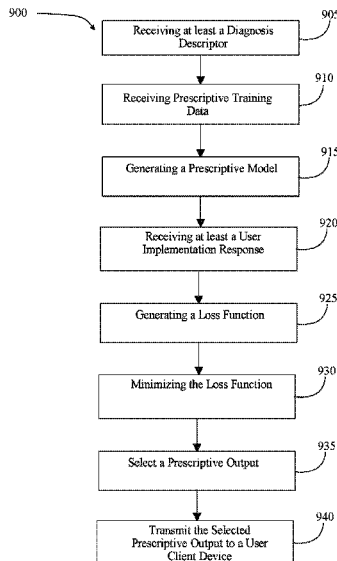 900
905
Receiving at least a Diagnosis
Descriptor
910
Receiving Prescriptive Training
Data
915
Generating a Prescriptive Model
920
Receiving at least a User
Implementation Response
925
Generating a Loss Function
930
Minimizing the Loss Function
935
Select a Prescriptive Output
940
Transmit the Selected
Prescriptive Output to a User
Client Device